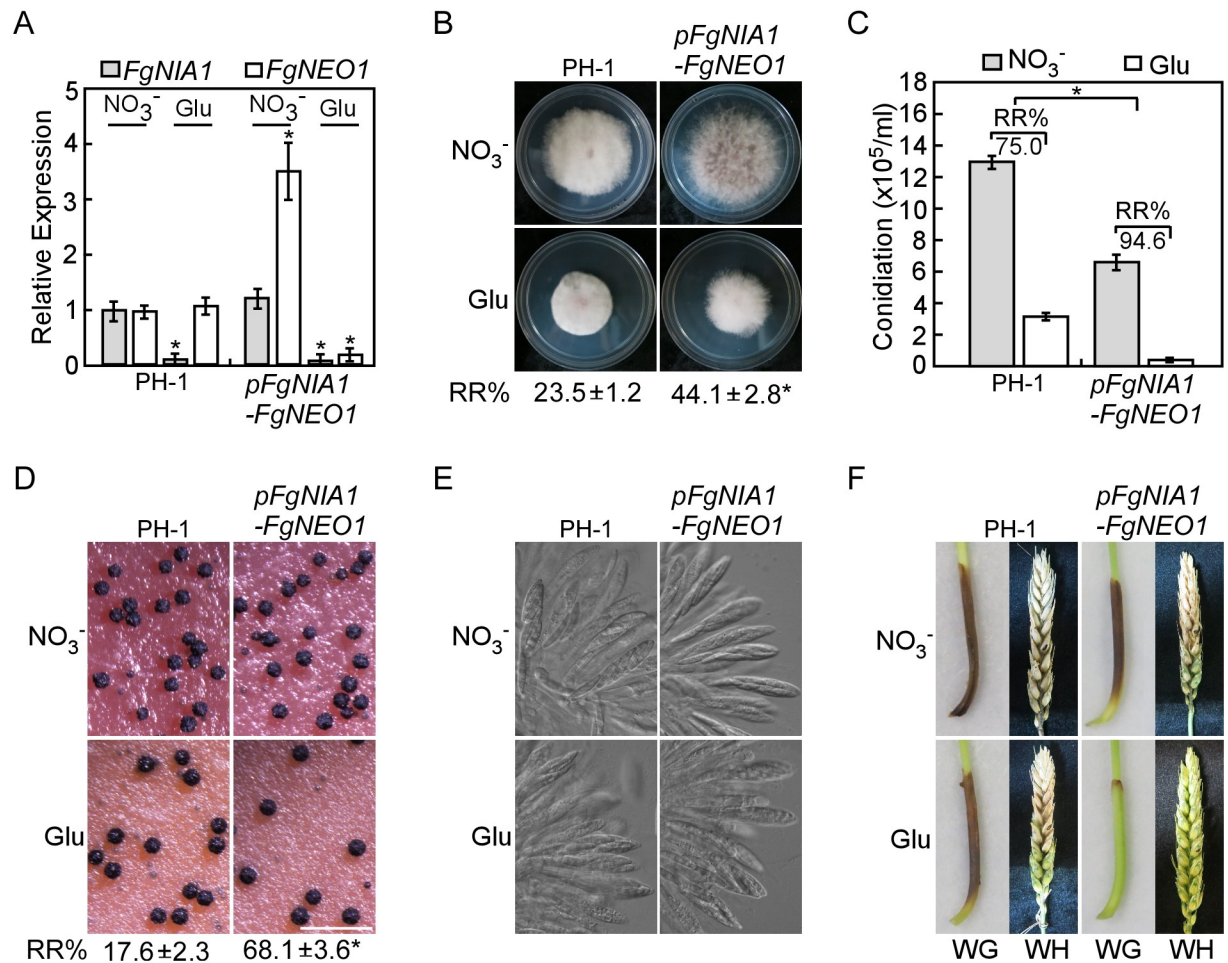 A
FgNIA1 FgNEO1
NO3- Glu NO3- Glu
Relative Expression
5
4
3
2
1
0
* * * *
PH-1 pFgNIA1
-FgNEO1
B
PH-1 pFgNIA1
-FgNEO1
NO3-
Glu
RR% 23.5±1.2 44.1±2.8*
C
NO3- Glu
Conidiation (x10^5/ml)
18
16
14
12
10
8
6
4
2
0
*
RR%
75.0
RR%
94.6
PH-1 pFgNIA1
-FgNEO1
D
PH-1 pFgNIA1
-FgNEO1
NO3-
Glu
RR% 17.6±2.3 68.1±3.6*
E
PH-1 pFgNIA1
-FgNEO1
NO3-
Glu
F
PH-1 pFgNIA1
-FgNEO1
NO3-
Glu
WG WH WG WH